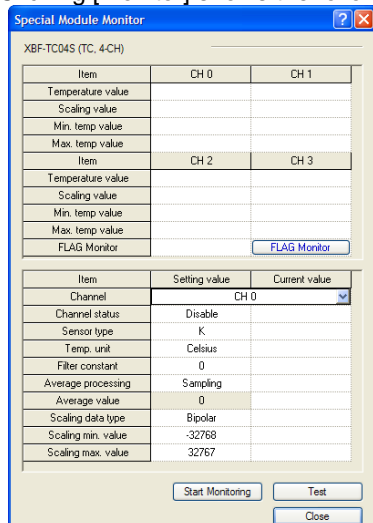 Special Module Monitor
XBF-TC04S (TC, 4-CH)
Item CH 0 CH 1
Temperature value
Scaling value
Min. temp value
Max. temp value
Item CH 2 CH 3
Temperature value
Scaling value
Min. temp value
Max. temp value
FLAG Monitor FLAG Monitor
Item Setting value Current value
Channel CH 0
Channel status Disable
Sensor type K
Temp. unit Celsius
Filter constant 0
Average processing Sampling
Average value 0
Scaling data type Bipolar
Scaling min. value -32768
Scaling max. value 32767
Start Monitoring Test
Close